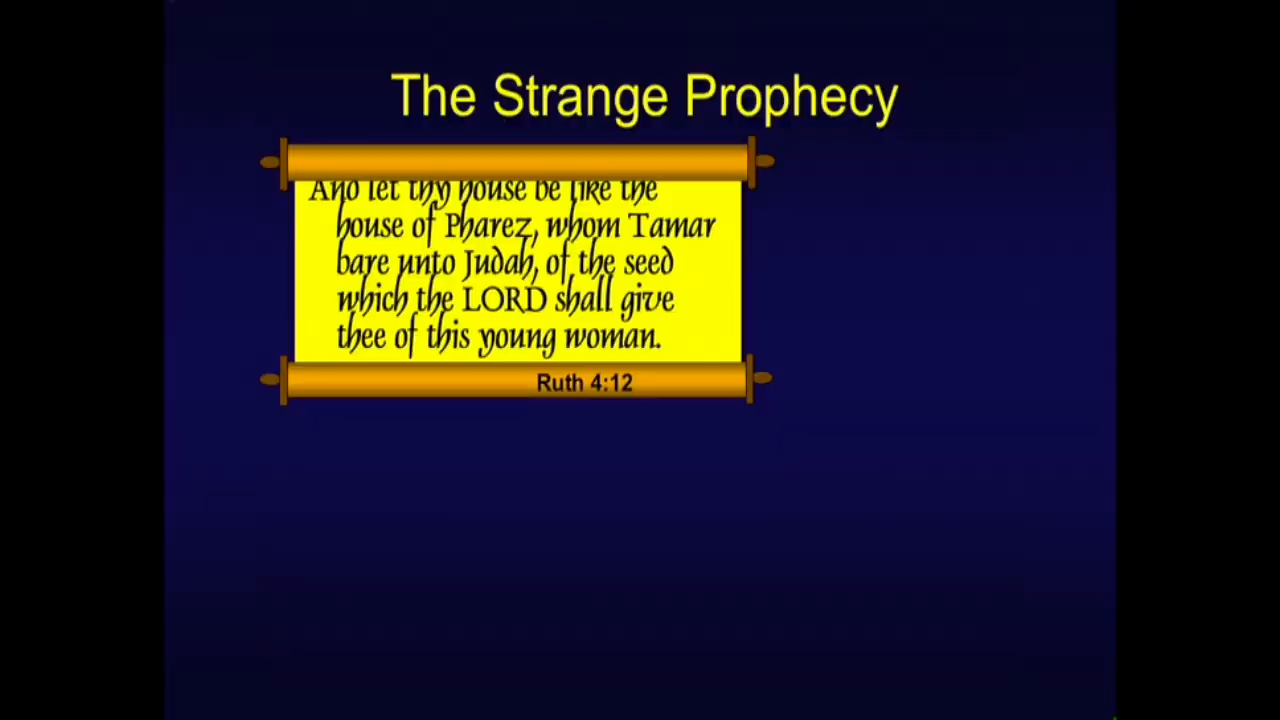 The Strange Prophecy
And let thy house be like the
house of Pharez, whom Tamar
bare unto Judah, of the seed
which the LORD shall give
thee of this young woman.
Ruth 4:12